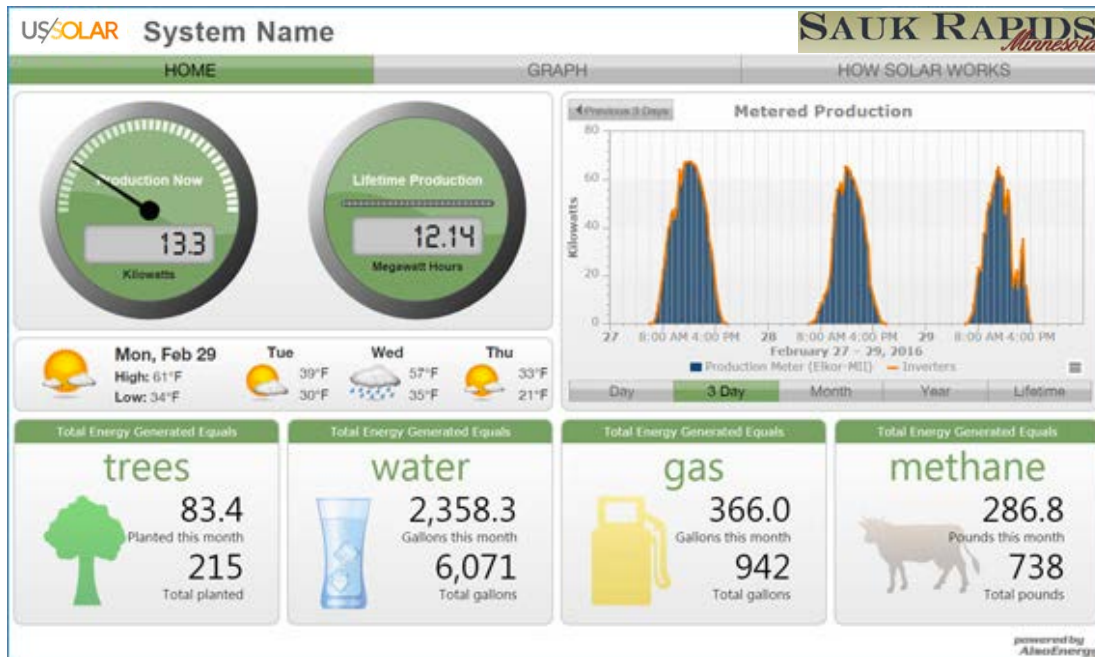 US/SOLAR System Name
SAUK RAPIDS
Minnesota
HOME GRAPH HOW SOLAR WORKS
Production Now
13.3
Kilowatts
Lifetime Production
12.14
Megawatt Hours
Previous 3 Days
Metered Production
Kilowatts
80
60
40
20
0
27 8:00 AM 4:00 PM 28 8:00 AM 4:00 PM 29 8:00 AM 4:00 PM
February 27 - 29, 2016
Production Meter (Elkor-MII) Inverters
Day 3 Day Month Year Lifetime
Mon, Feb 29
High: 61°F
Low: 34°F
Tue
39°F
30°F
Wed
57°F
35°F
Thu
33°F
21°F
Total Energy Generated Equals
trees
83.4
Planted this month
215
Total planted
Total Energy Generated Equals
water
2,358.3
Gallons this month
6,071
Total gallons
Total Energy Generated Equals
gas
366.0
Gallons this month
942
Total gallons
Total Energy Generated Equals
methane
286.8
Pounds this month
738
Total pounds
powered by
AlsoEnergy